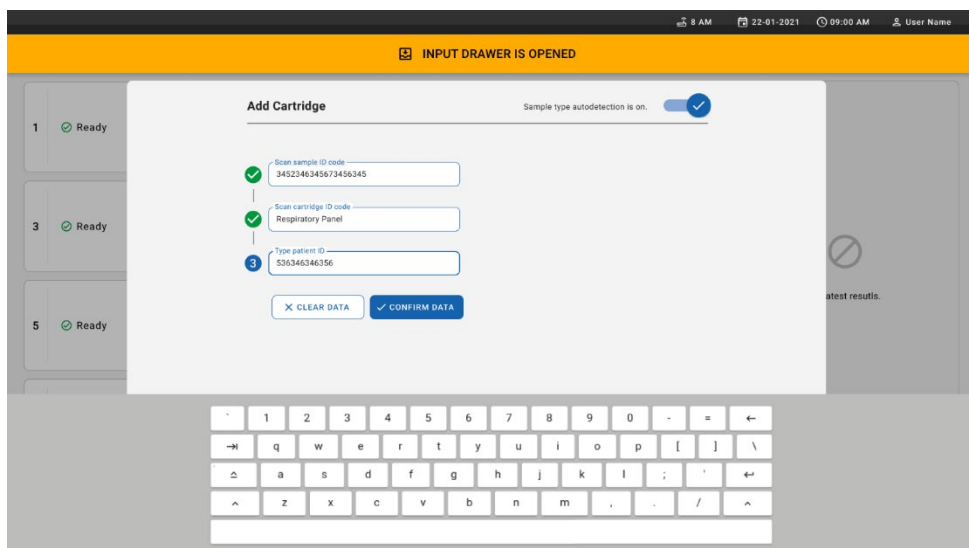 8 AM 22-01-2021 09:00 AM User Name
INPUT DRAWER IS OPENED
Add Cartridge
Sample type autodetection is on.
1 Ready
3 Ready
5 Ready
Scan sample ID code
3452346345673456345
Scan cartridge ID code
Respiratory Panel
3
Type patient ID
536346346356
CLEAR DATA
CONFIRM DATA
atest resutls.
` 1 2 3 4 5 6 7 8 9 0 - = ←
q w e r t y u i o p [ ] \
a s d f g h j k l ; '
z x c v b n m , . /